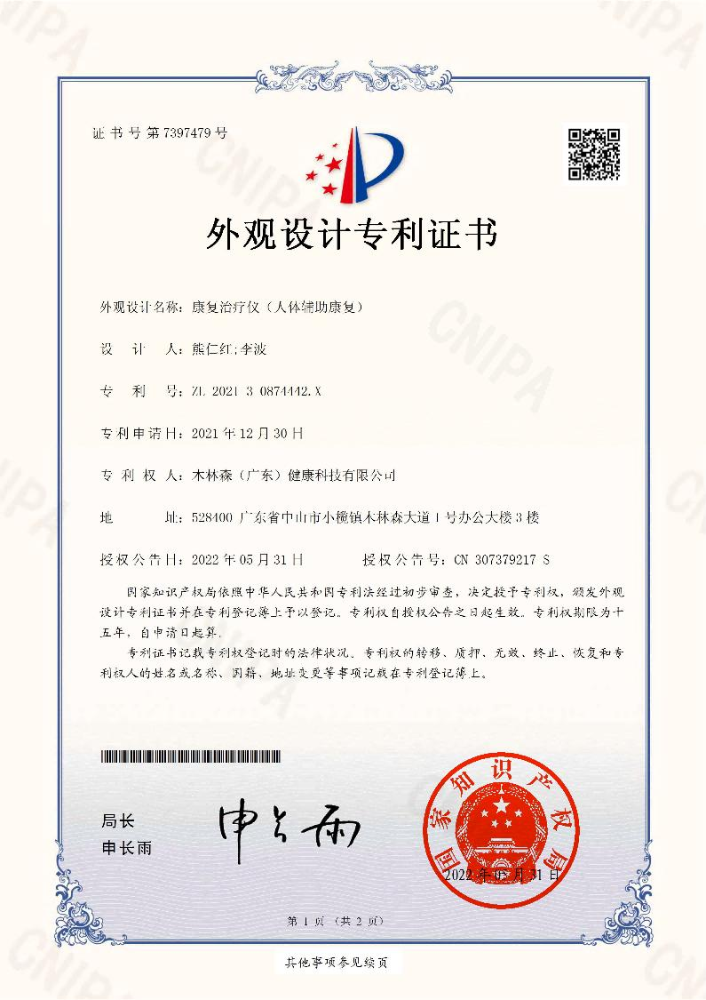 证书号第7397479号
外观设计专利证书
外观设计名称：康复治疗仪（人体辅助康复）
设 计 人：熊仁红;李波
专 利 号：ZL 2021 3 0874442.X
专利申请日：2021年12月30日
专 利 权 人：木林森（广东）健康科技有限公司
地 址：528400 广东省中山市小榄镇木林森大道1号办公大楼3楼
授权公告日：2022年05月31日 授权公告号：CN 307379217 S
国家知识产权局依照中华人民共和国专利法经过初步审查，决定授予专利权，颁发外观
设计专利证书并在专利登记簿上予以登记。专利权自授权公告之日起生效。专利权期限为十
五年，自申请日起算。
专利证书记载专利权登记时的法律状况。专利权的转移、质押、无效、终止、恢复和专
利权人的姓名或名称、国籍、地址变更等事项记载在专利登记簿上。
局长
申长雨
申长雨
国家知识产权局
2022年05月31日
第 1 页 （共 2 页）
其他事项参见续页
CNIPA
CNIPA
CNIPA
CNIPA
CNIPA
CNIPA